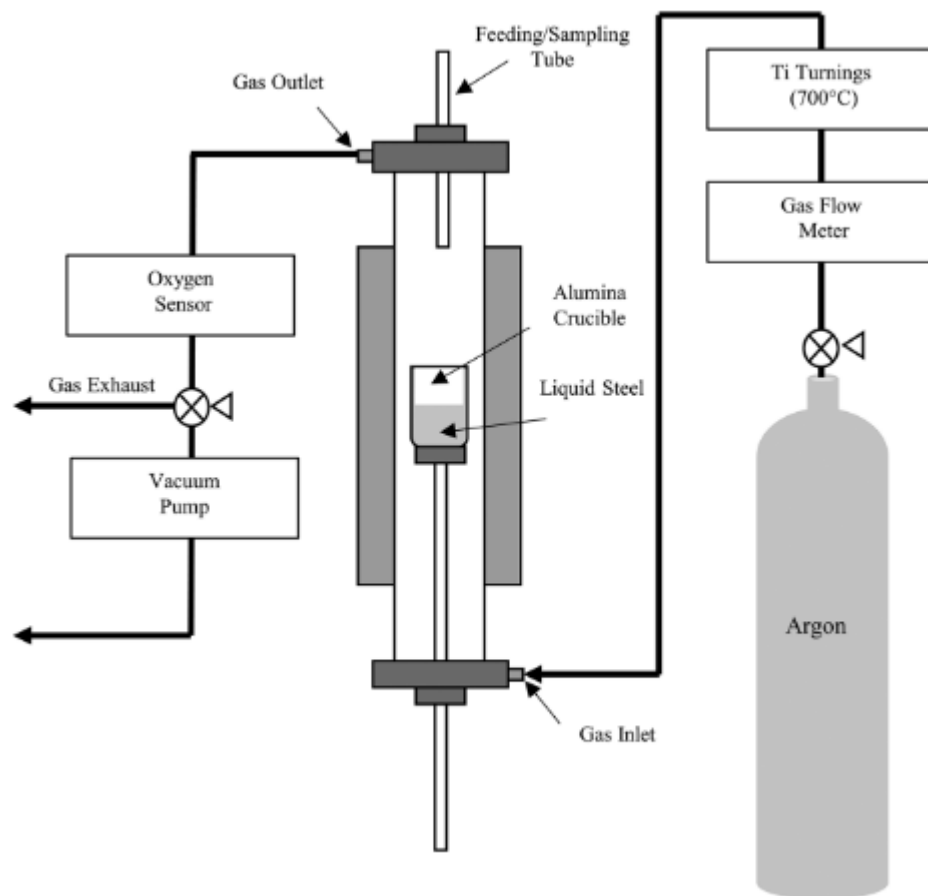 Feeding/Sampling
Tube
Gas Outlet
Ti Turnings
(700°C)
Gas Flow
Meter
Oxygen
Sensor
Alumina
Crucible
Gas Exhaust
Liquid Steel
Vacuum
Pump
Argon
Gas Inlet